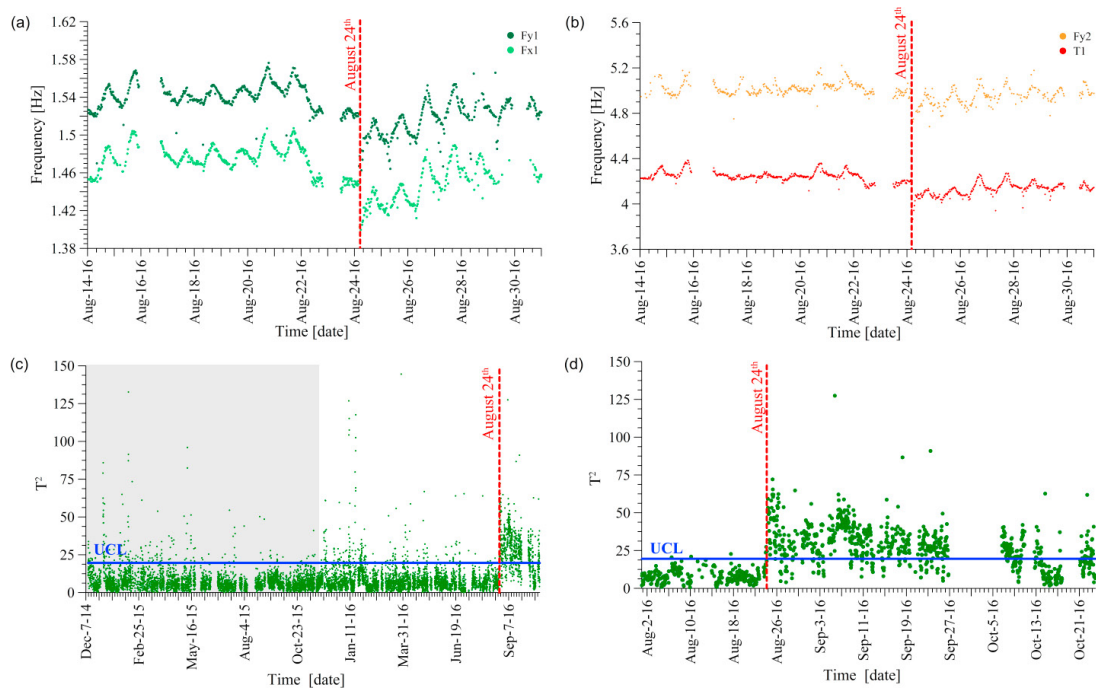 (a)
1.62
1.58
1.54
1.5
1.46
1.42
1.38
Frequency [Hz]
August 24th
Fy1
Fx1
Aug-14-16
Aug-16-16
Aug-18-16
Aug-20-16
Aug-22-16
Aug-24-16
Aug-26-16
Aug-28-16
Aug-30-16
Time [date]
(b)
5.6
5.2
4.8
4.4
4
3.6
Frequency [Hz]
August 24th
Fy2
T1
Aug-14-16
Aug-16-16
Aug-18-16
Aug-20-16
Aug-22-16
Aug-24-16
Aug-26-16
Aug-28-16
Aug-30-16
Time [date]
(c)
150
125
100
75
50
25
0
T²
UCL
August 24th
Dec-7-14
Feb-25-15
May-16-15
Aug-4-15
Oct-23-15
Jan-11-16
Mar-31-16
Jun-19-16
Sep-7-16
Time [date]
(d)
150
125
100
75
50
25
0
T²
UCL
August 24th
Aug-2-16
Aug-10-16
Aug-18-16
Aug-26-16
Sep-3-16
Sep-11-16
Sep-19-16
Sep-27-16
Oct-5-16
Oct-13-16
Oct-21-16
Time [date]